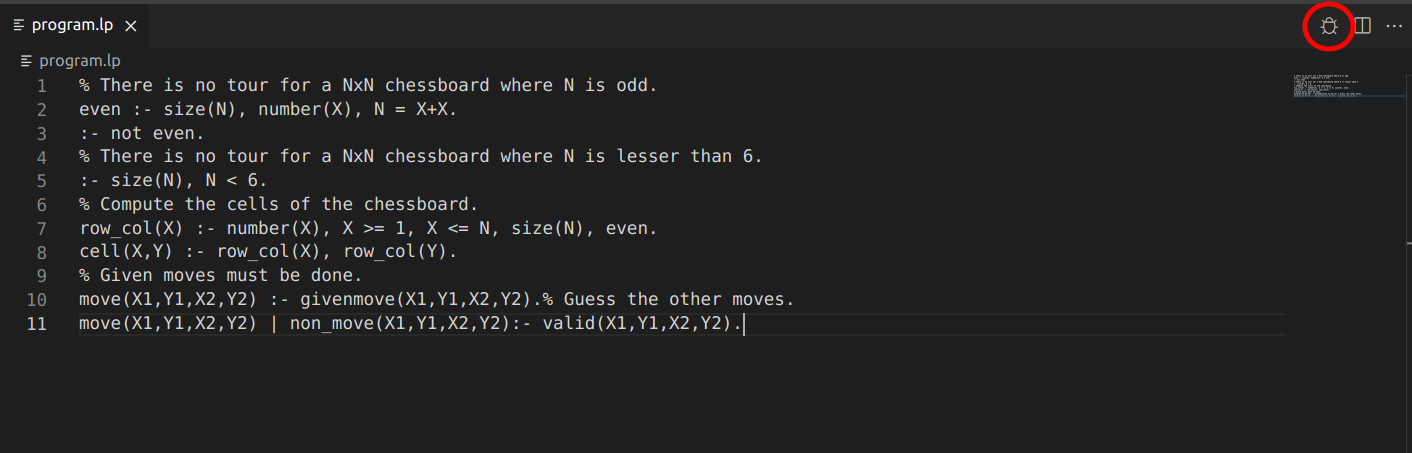 program.lp
program.lp
1 % There is no tour for a NxN chessboard where N is odd.
2 even :- size(N), number(X), N = X+X.
3 :- not even.
4 % There is no tour for a NxN chessboard where N is lesser than 6.
5 :- size(N), N < 6.
6 % Compute the cells of the chessboard.
7 row_col(X) :- number(X), X >= 1, X <= N, size(N), even.
8 cell(X,Y) :- row_col(X), row_col(Y).
9 % Given moves must be done.
10 move(X1,Y1,X2,Y2) :- givenmove(X1,Y1,X2,Y2).% Guess the other moves.
11 move(X1,Y1,X2,Y2) | non_move(X1,Y1,X2,Y2):- valid(X1,Y1,X2,Y2).